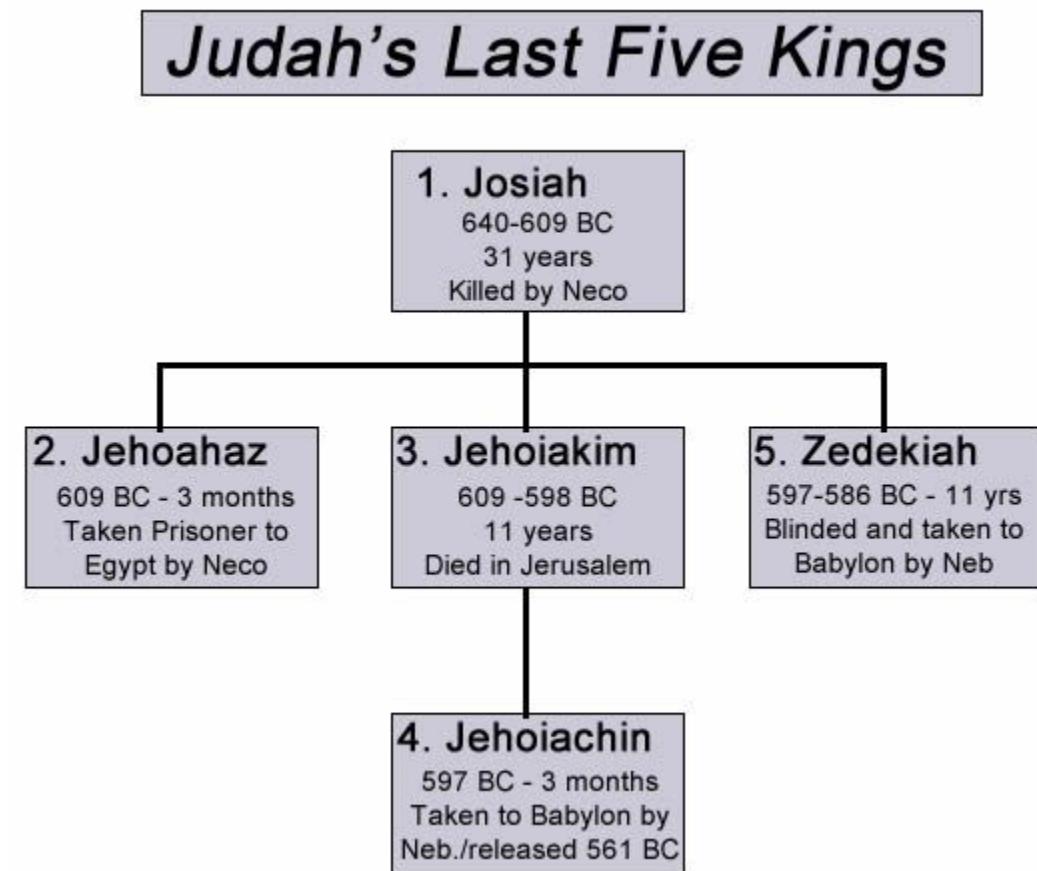 Judah's Last Five Kings
1. Josiah
640-609 BC
31 years
Killed by Neco
2. Jehoahaz
609 BC - 3 months
Taken Prisoner to
Egypt by Neco
3. Jehoiakim
609 -598 BC
11 years
Died in Jerusalem
5. Zedekiah
597-586 BC - 11 yrs
Blinded and taken to
Babylon by Neb
4. Jehoiachin
597 BC - 3 months
Taken to Babylon by
Neb./released 561 BC